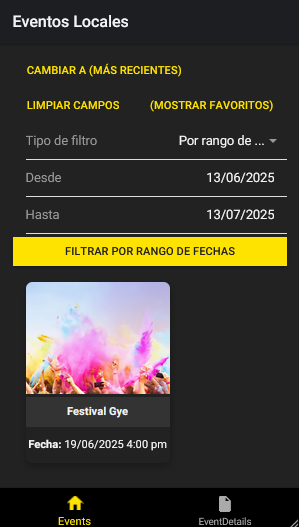 Eventos Locales
CAMBIAR A (MÁS RECIENTES)
LIMPIAR CAMPOS (MOSTRAR FAVORITOS)
Tipo de filtro Por rango de ...
Desde 13/06/2025
Hasta 13/07/2025
FILTRAR POR RANGO DE FECHAS
Festival Gye
Fecha: 19/06/2025 4:00 pm
Events EventDetails